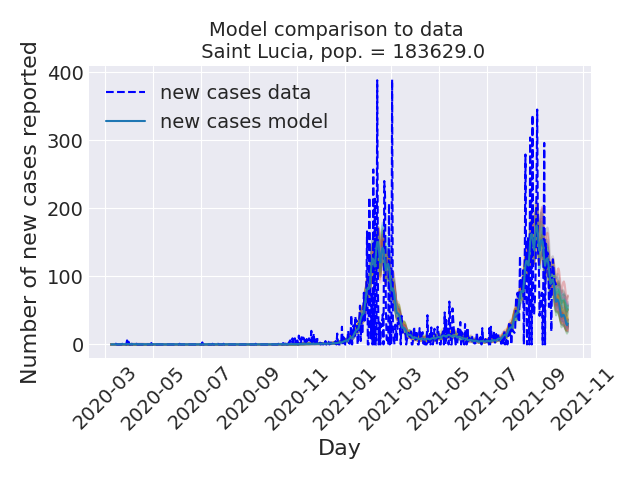 Model comparison to data
Saint Lucia, pop. = 183629.0
Number of new cases reported
400
300
200
100
0
new cases data
new cases model
2020-03
2020-05
2020-07
2020-09
2020-11
2021-01
2021-03
2021-05
2021-07
2021-09
2021-11
Day